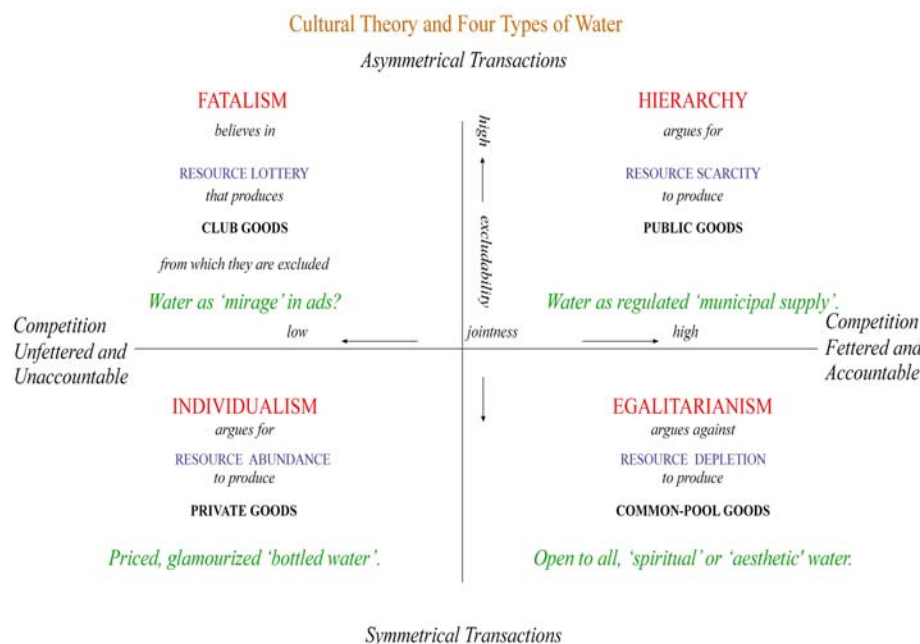 Cultural Theory and Four Types of Water
Asymmetrical Transactions
FATALISM
believes in
RESOURCE LOTTERY
that produces
CLUB GOODS
from which they are excluded
Water as ‘mirage’ in ads?
HIERARCHY
argues for
RESOURCE SCARCITY
to produce
PUBLIC GOODS
Water as regulated ‘municipal supply’.
high
excludability
Competition
Unfettered and
Unaccountable
low
jointness
high
Competition
Fettered and
Accountable
INDIVIDUALISM
argues for
RESOURCE ABUNDANCE
to produce
PRIVATE GOODS
Priced, glamourized ‘bottled water’.
EGALITARIANISM
argues against
RESOURCE DEPLETION
to produce
COMMON-POOL GOODS
Open to all, ‘spiritual’ or ‘aesthetic' water.
Symmetrical Transactions